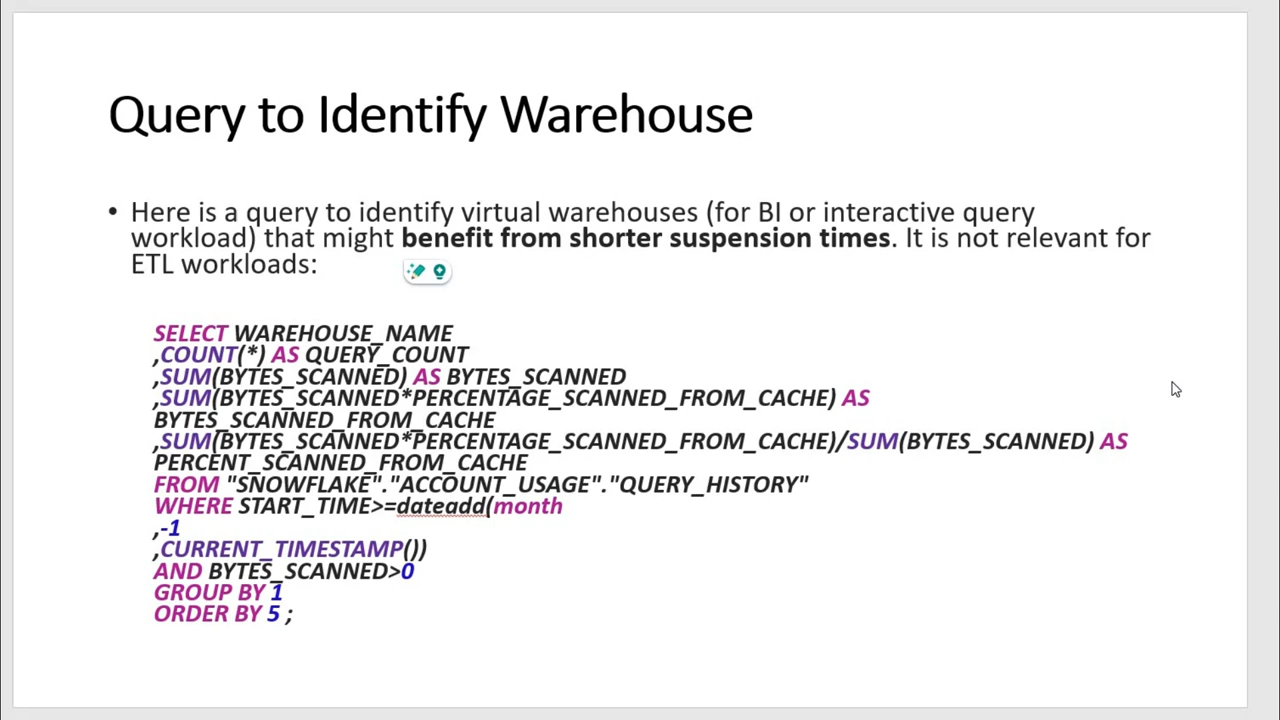 Query to Identify Warehouse
• Here is a query to identify virtual warehouses (for BI or interactive query
workload) that might benefit from shorter suspension times. It is not relevant for
ETL workloads:
SELECT WAREHOUSE_NAME
,COUNT(*) AS QUERY_COUNT
,SUM(BYTES_SCANNED) AS BYTES_SCANNED
,SUM(BYTES_SCANNED*PERCENTAGE_SCANNED_FROM_CACHE) AS
BYTES_SCANNED_FROM_CACHE
,SUM(BYTES_SCANNED*PERCENTAGE_SCANNED_FROM_CACHE)/SUM(BYTES_SCANNED) AS
PERCENT_SCANNED_FROM_CACHE
FROM "SNOWFLAKE"."ACCOUNT_USAGE"."QUERY_HISTORY"
WHERE START_TIME>=dateadd(month
,-1
,CURRENT_TIMESTAMP())
AND BYTES_SCANNED>0
GROUP BY 1
ORDER BY 5 ;